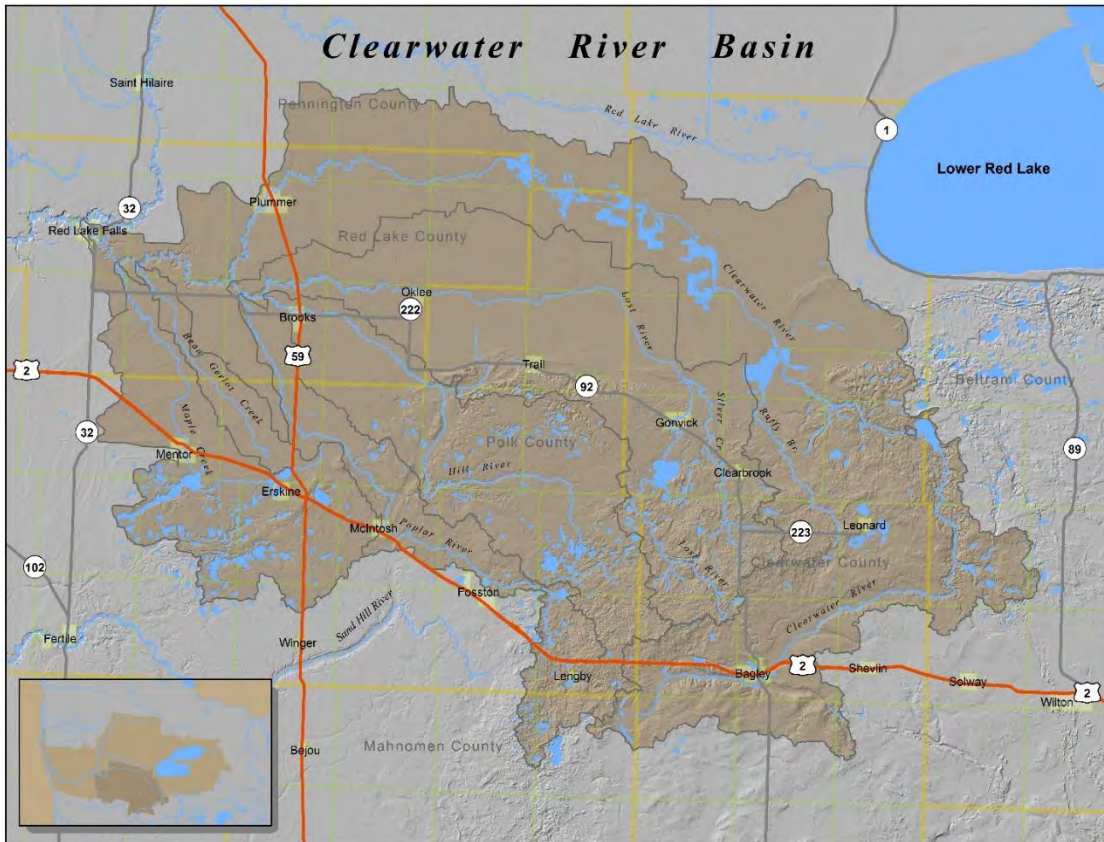 Clearwater River Basin
Saint Hilaire
Pennington County
Red Lake River
1
Lower Red Lake
32
Plummer
Red Lake Falls
Red Lake County
Clearwater River
Oklee
222
Lost River
Brooks
59
Beau Gerlot Creek
2
Trail
92
Beltrami County
Maple Creek
Silver Cr.
Ruffy Br.
32
Gonvick
Polk County
89
Mentor
Hill River
Clearbrook
Erskine
McIntosh
Poplar River
Leonard
223
Lost River
Clearwater County
102
Fosston
Clearwater River
Sand Hill River
Fertile
Winger
Lengby
Bagley
2
Shevlin
Solway
Wilton
2
Bejou
Mahnomen County